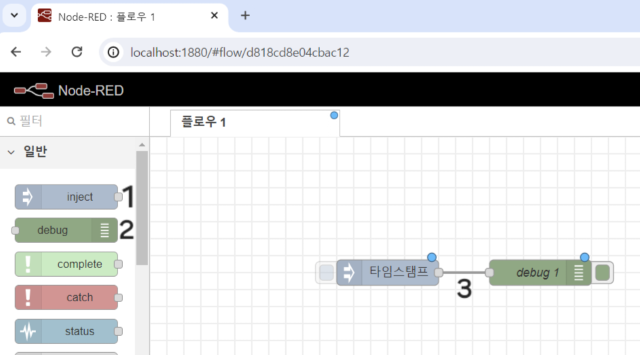 Node-RED : 플로우 1
localhost:1880/#flow/d818cd8e04cbac12
Node-RED
필터
플로우 1
일반
inject 1
debug 2
complete
catch
status
타임스탬프
3
debug 1